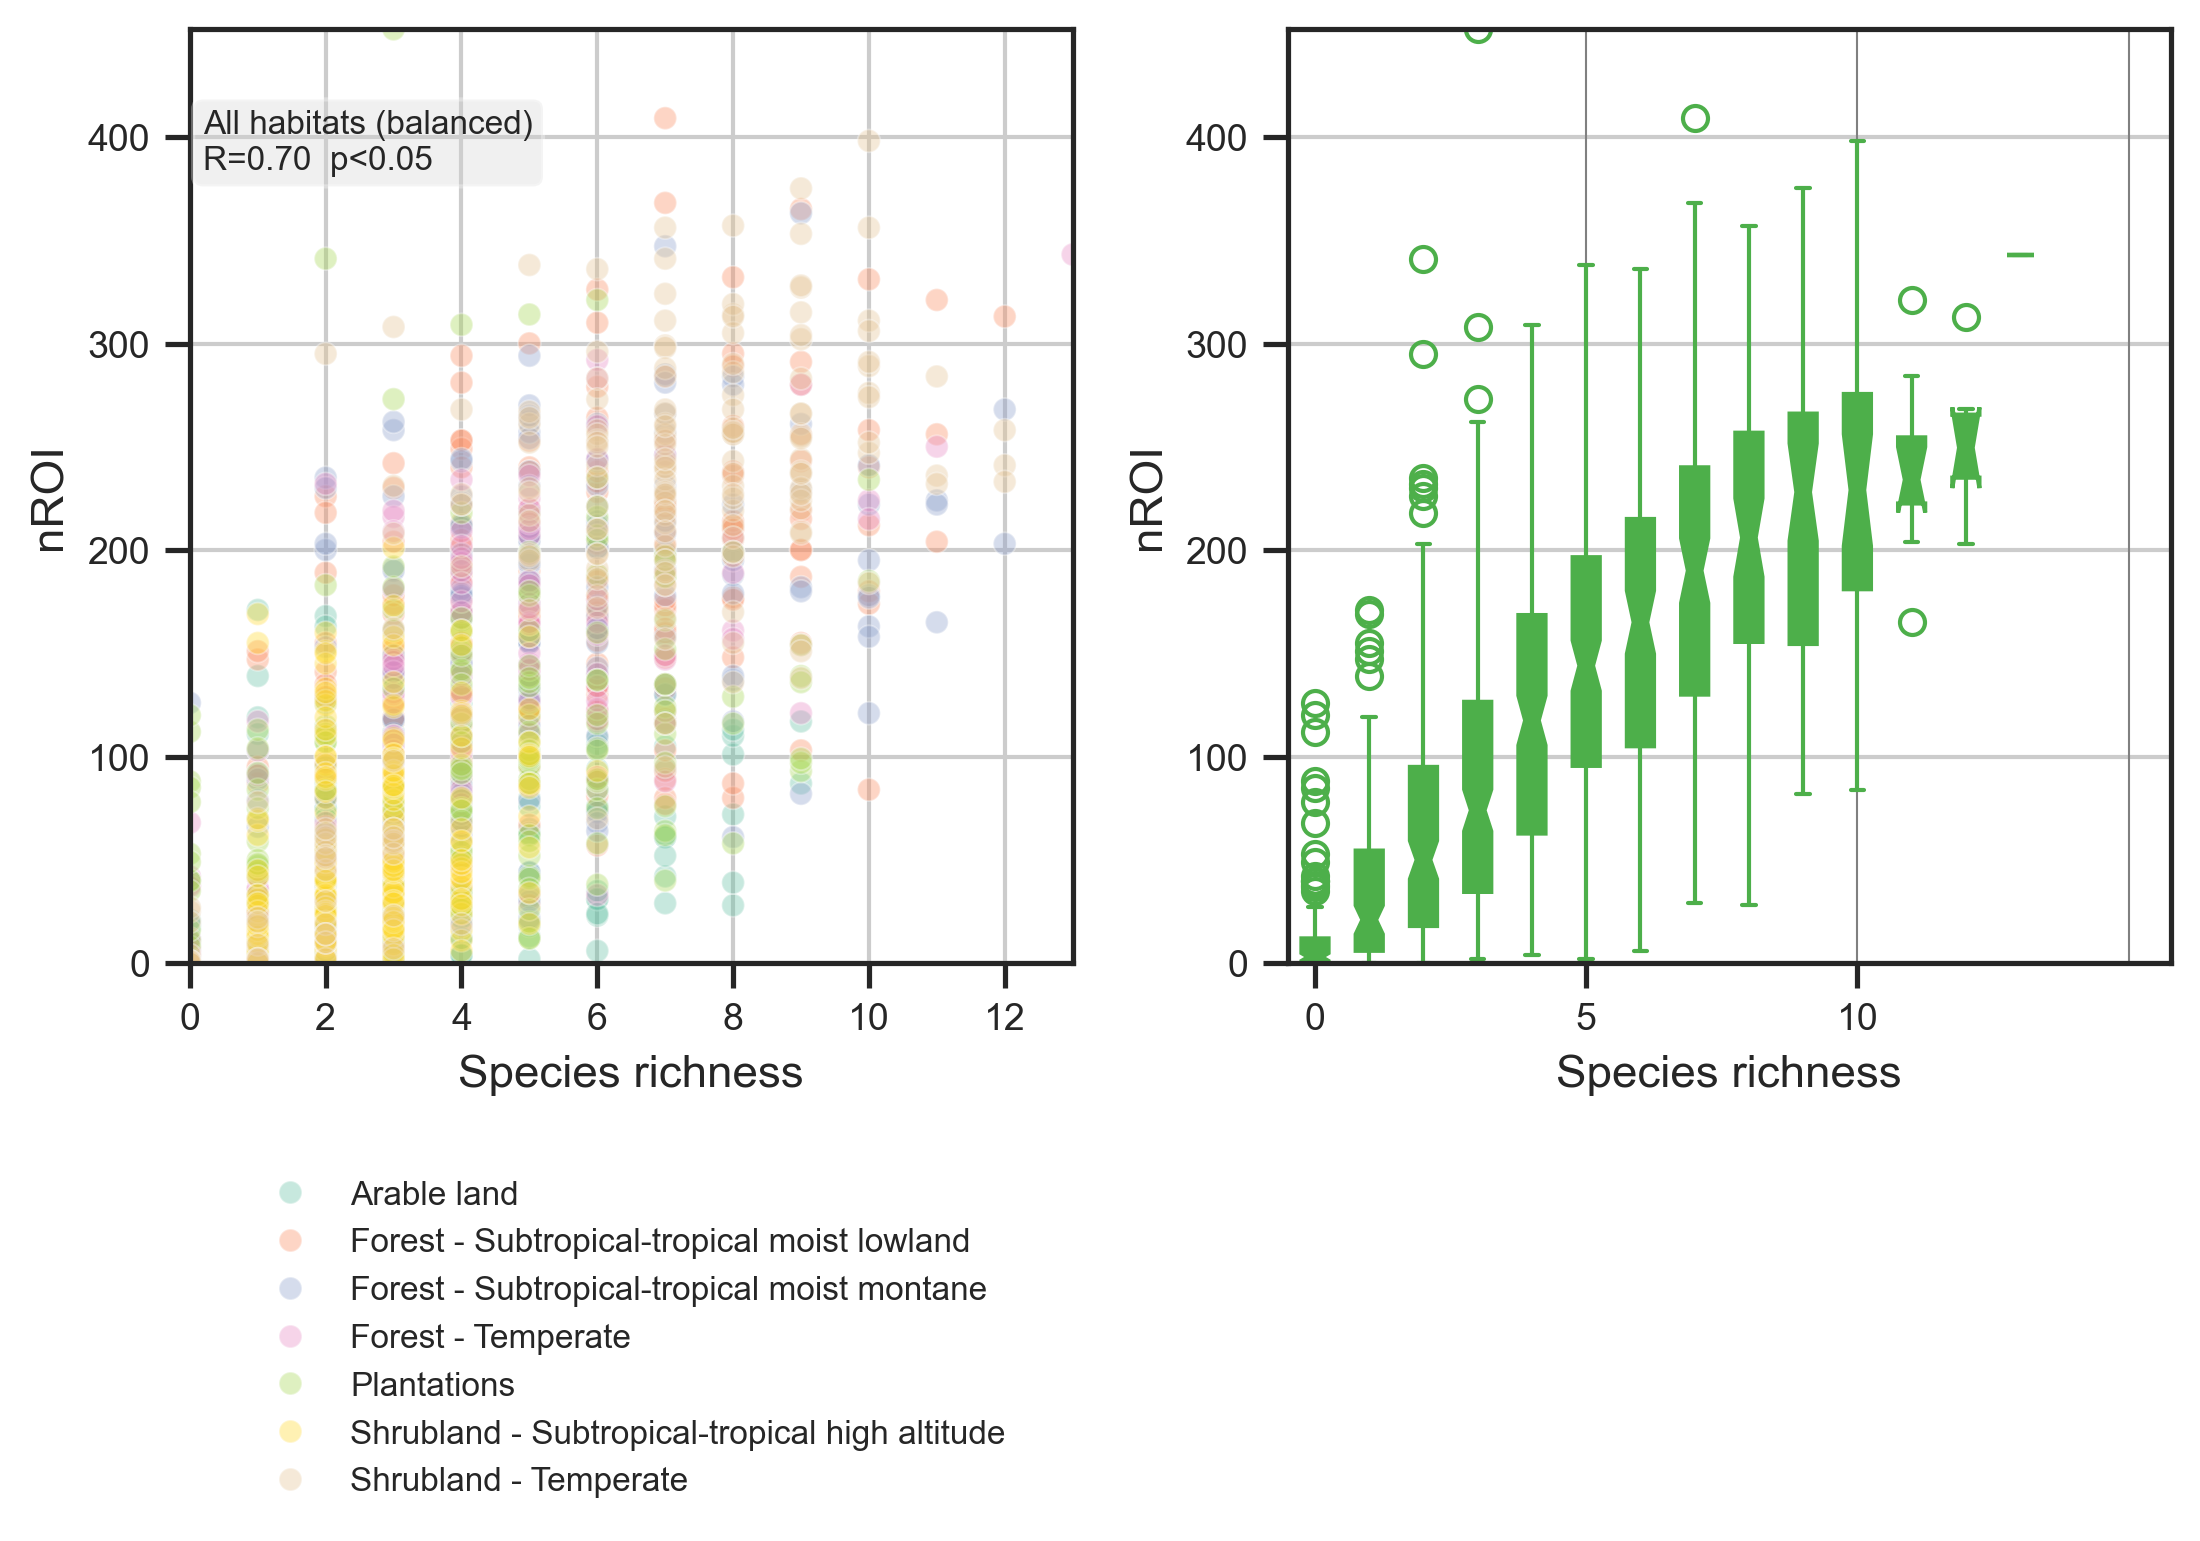 All habitats (balanced)
R=0.70 p<0.05
nROI
400
300
200
100
0
0 2 4 6 8 10 12
Species richness
nROI
400
300
200
100
0
0 5 10
Species richness
Arable land
Forest - Subtropical-tropical moist lowland
Forest - Subtropical-tropical moist montane
Forest - Temperate
Plantations
Shrubland - Subtropical-tropical high altitude
Shrubland - Temperate